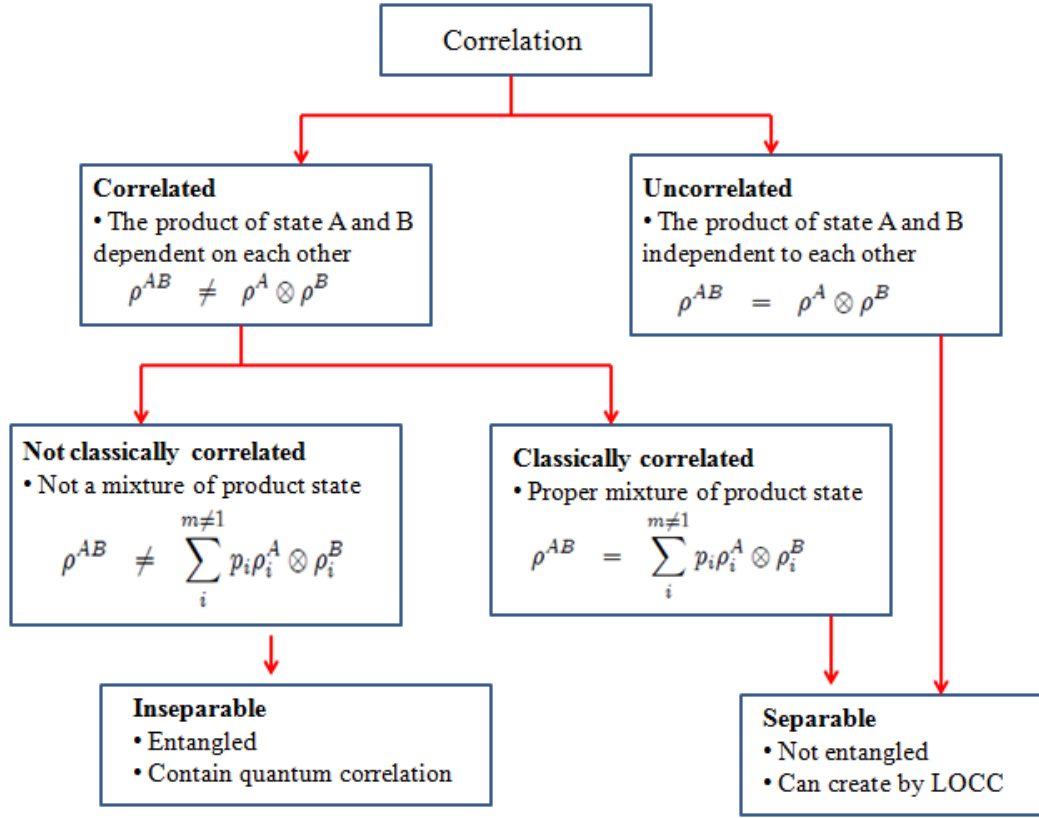 Correlation
Correlated
• The product of state A and B
dependent on each other
ρ^{AB} ≠ ρ^A ⊗ ρ^B
Uncorrelated
• The product of state A and B
independent to each other
ρ^{AB} = ρ^A ⊗ ρ^B
Not classically correlated
• Not a mixture of product state
ρ^{AB} ≠ \sum_{i}^{m≠1} p_i ρ_i^A ⊗ ρ_i^B
Classically correlated
• Proper mixture of product state
ρ^{AB} = \sum_{i}^{m≠1} p_i ρ_i^A ⊗ ρ_i^B
Inseparable
• Entangled
• Contain quantum correlation
Separable
• Not entangled
• Can create by LOCC